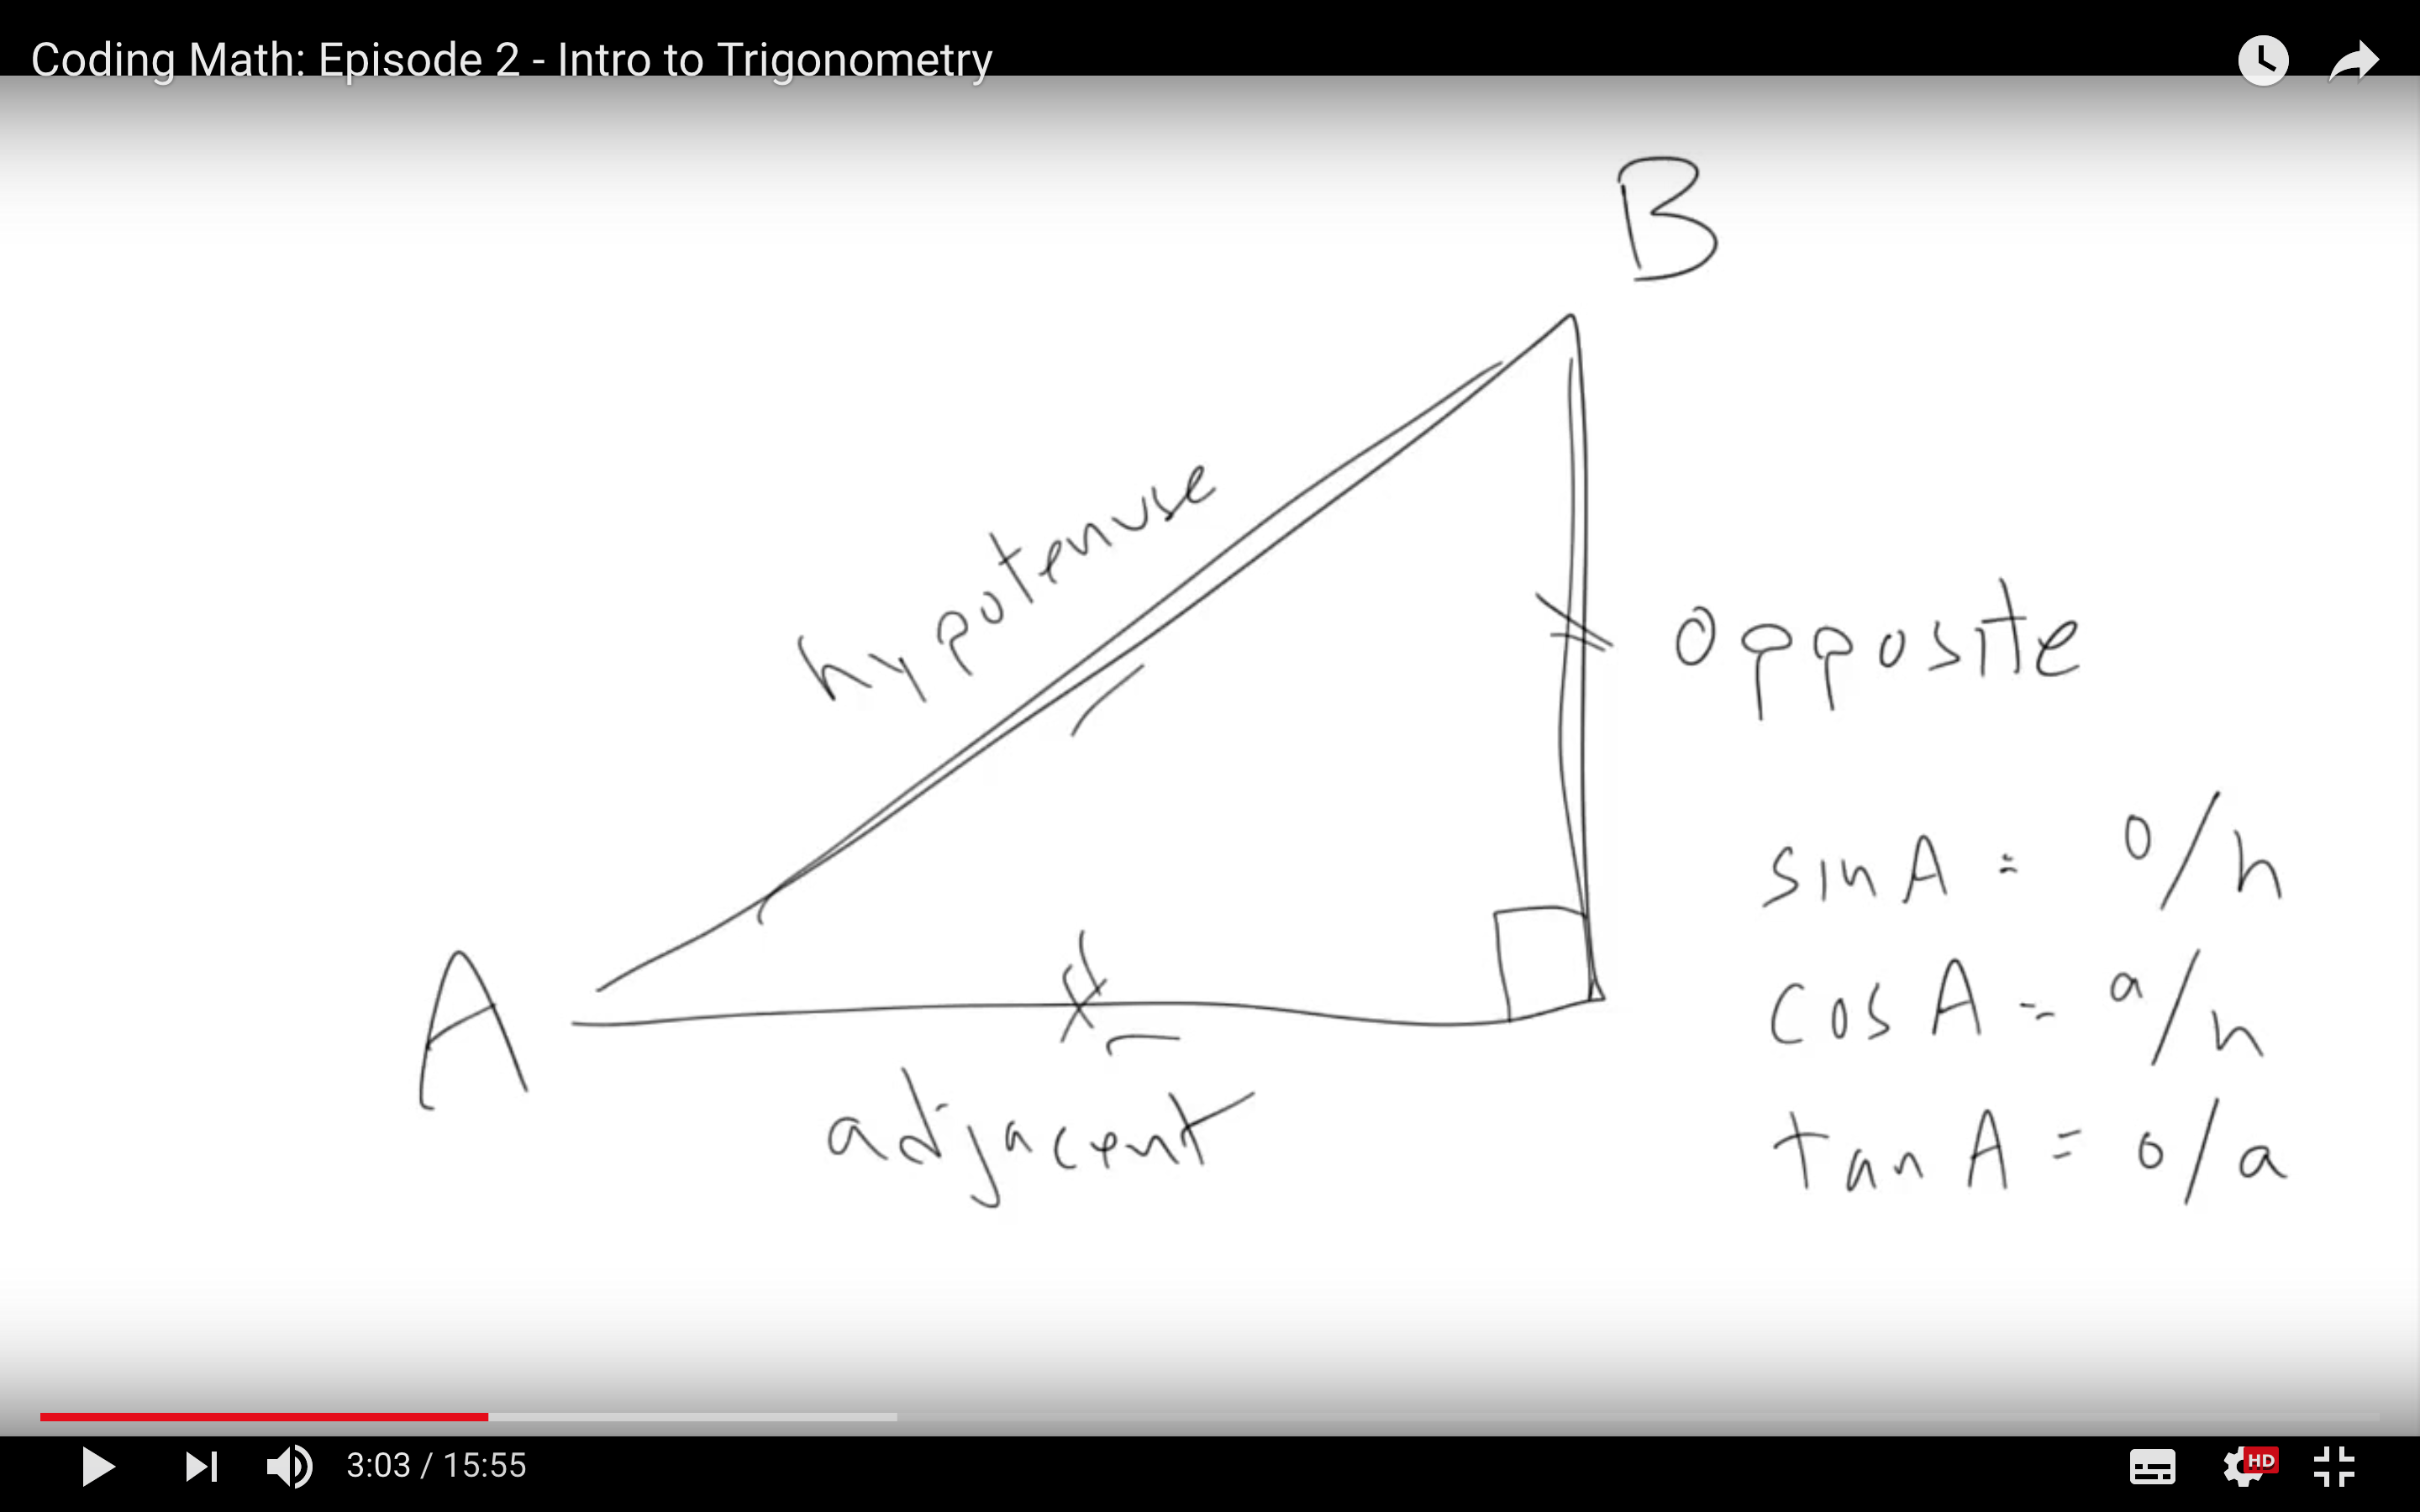 Coding Math: Episode 2 - Intro to Trigonometry
B
hypotenuse
opposite
sin A = o/h
A
cos A = a/h
adjacent
tan A = o/a
3:03 / 15:55
HD